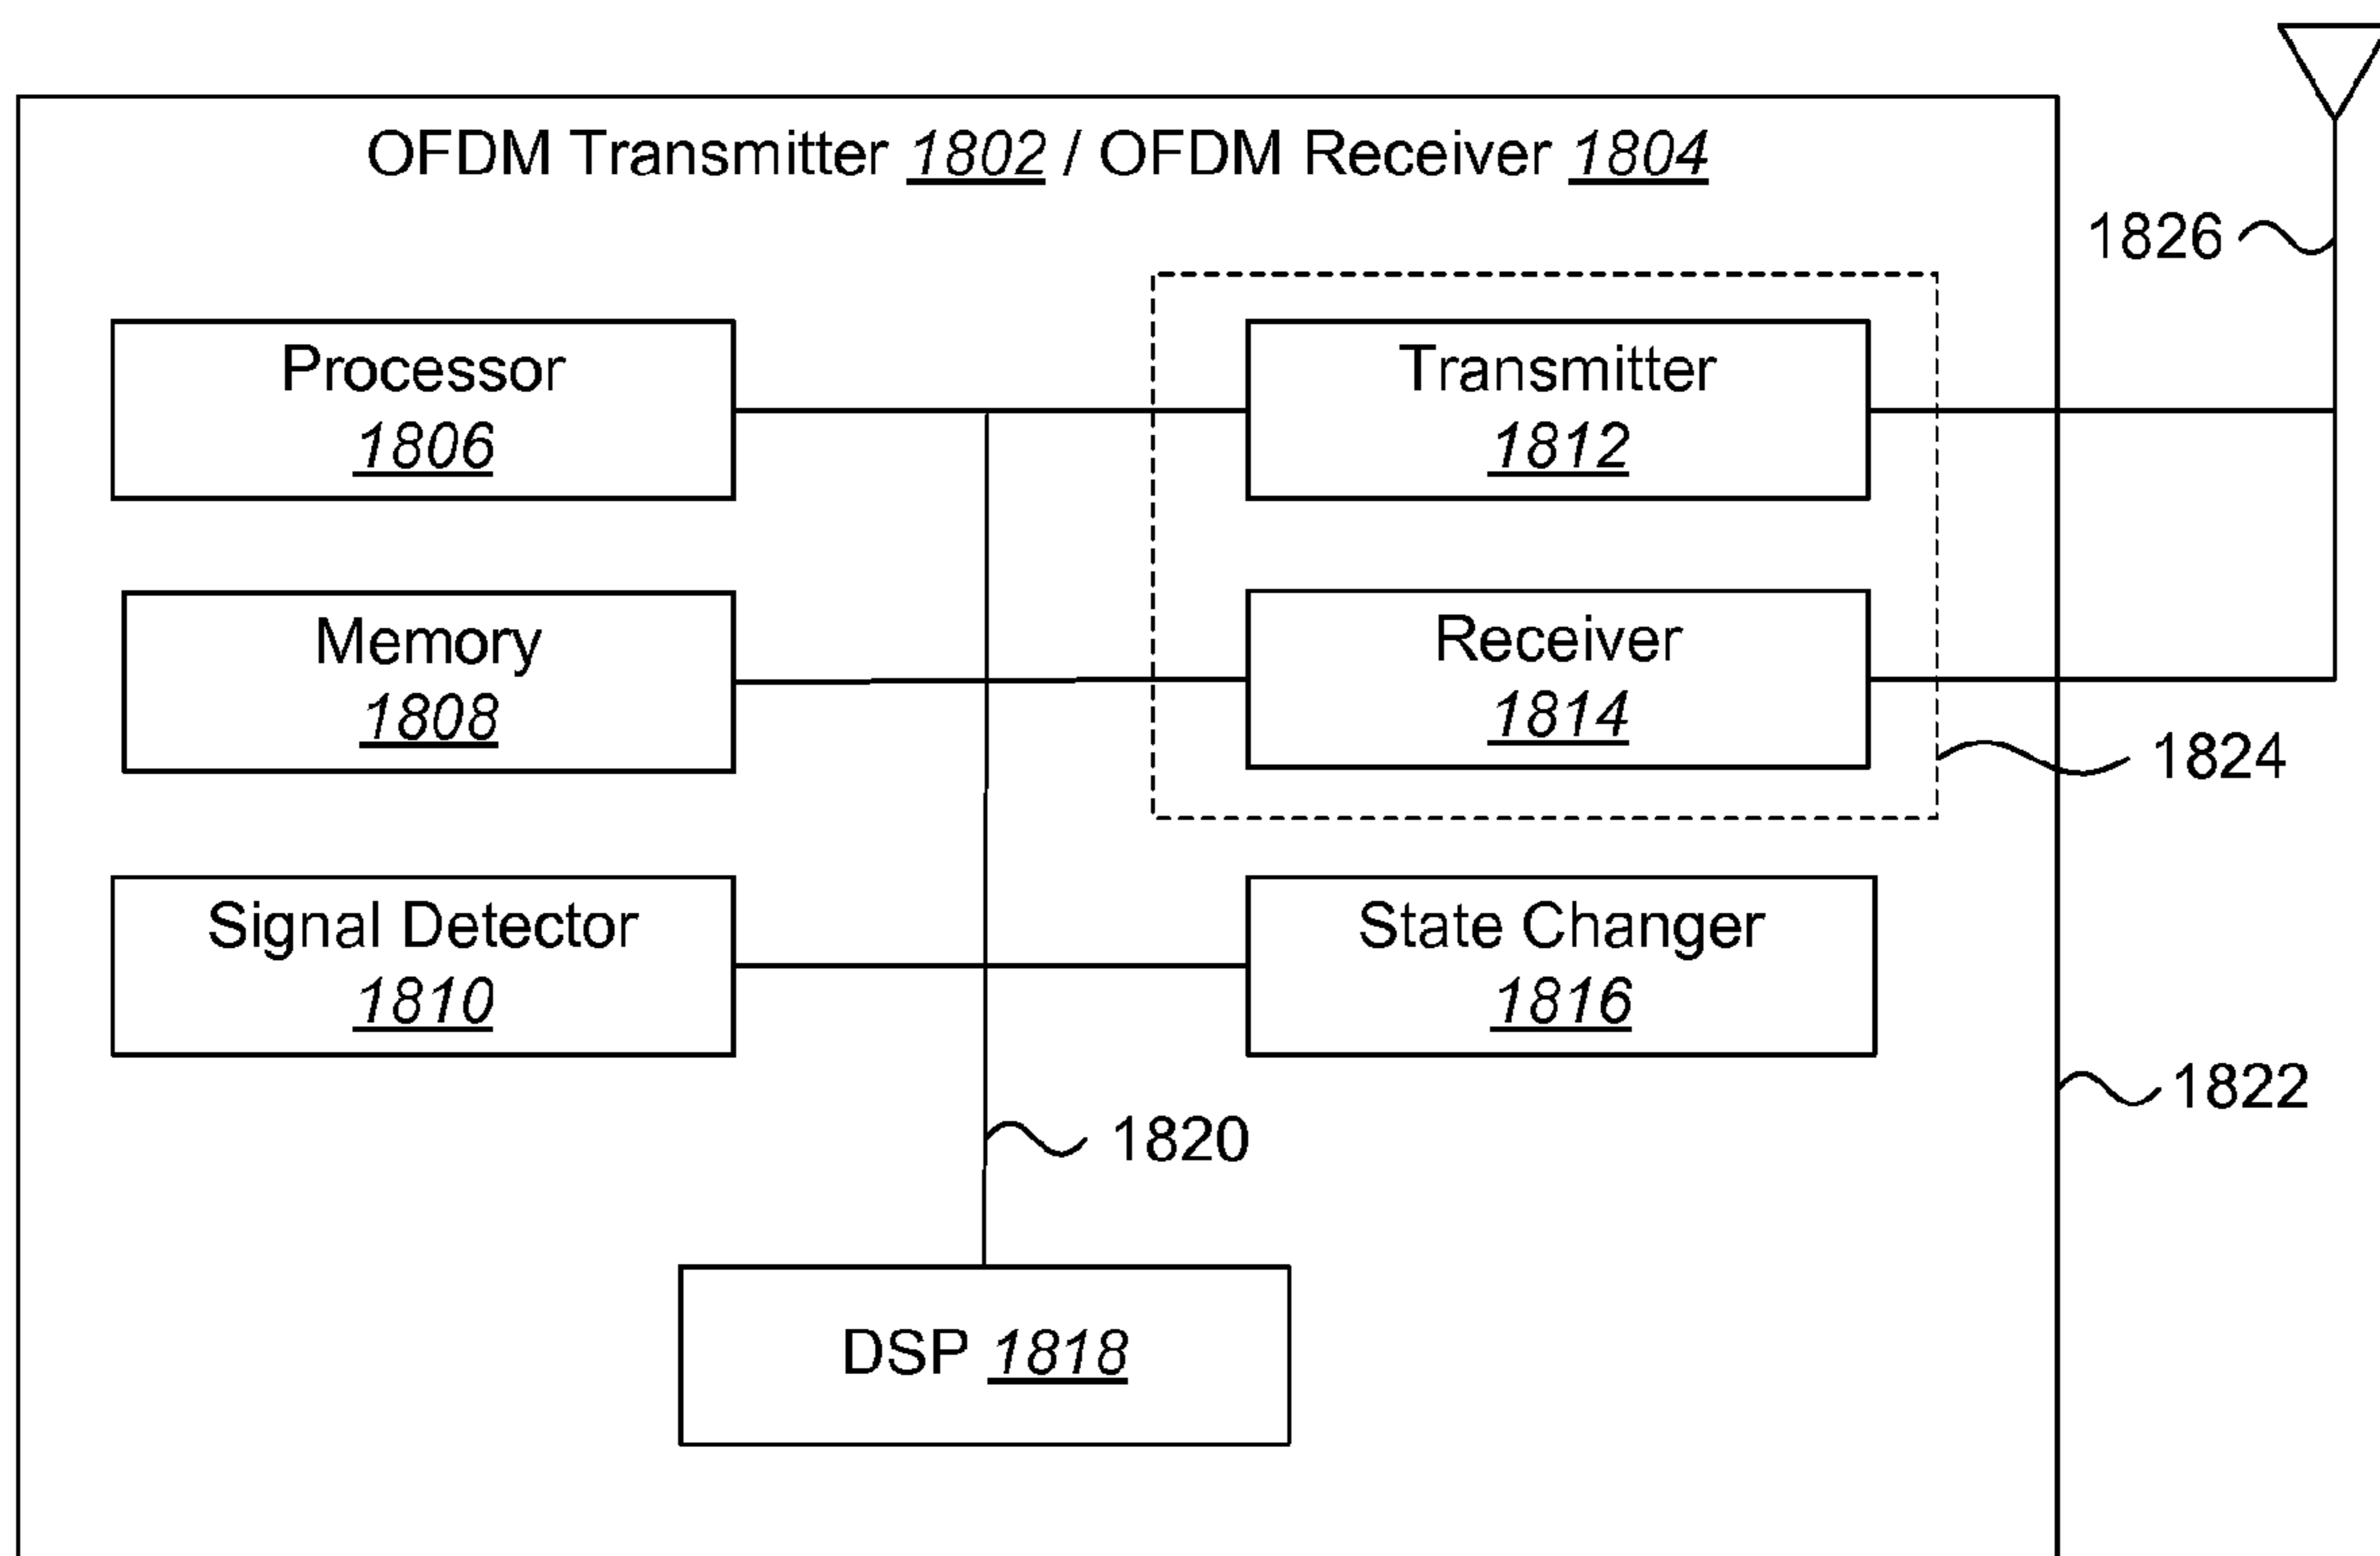 OFDM Transmitter 1802 / OFDM Receiver 1804
1826
Processor
1806
Transmitter
1812
Memory
1808
Receiver
1814
1824
Signal Detector
1810
State Changer
1816
1822
1820
DSP 1818